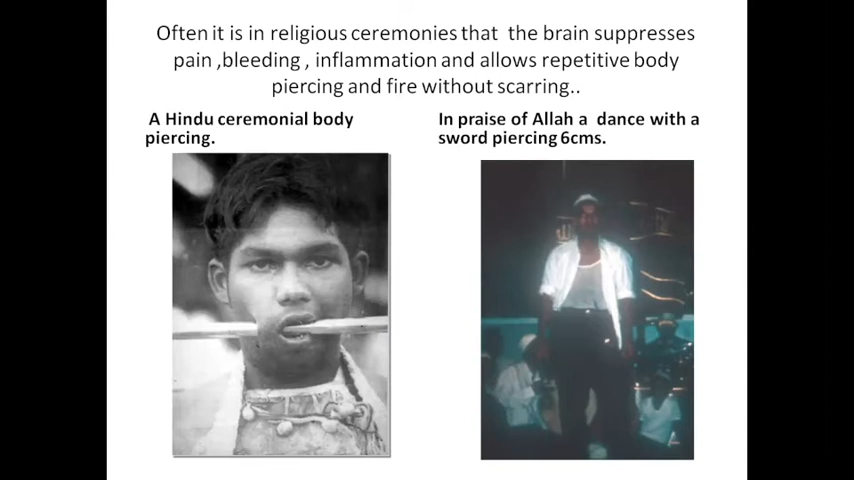 Often it is in religious ceremonies that the brain suppresses
pain ,bleeding , inflammation and allows repetitive body
piercing and fire without scarring..
A Hindu ceremonial body
piercing.
In praise of Allah a dance with a
sword piercing 6cms.